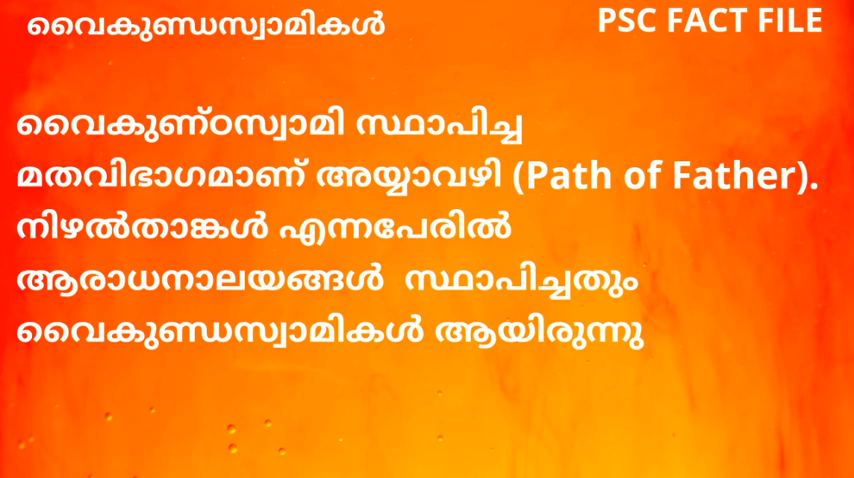 വൈകുണ്ഡസ്വാമികൾ
PSC FACT FILE
വൈകുണ്ഠസ്വാമി സ്ഥാപിച്ച
മതവിഭാഗമാണ് അയ്യാവഴി (Path of Father).
നിഴൽതാങ്കൾ എന്നപേരിൽ
ആരാധനാലയങ്ങൾ സ്ഥാപിച്ചതും
വൈകുണ്ഡസ്വാമികൾ ആയിരുന്നു